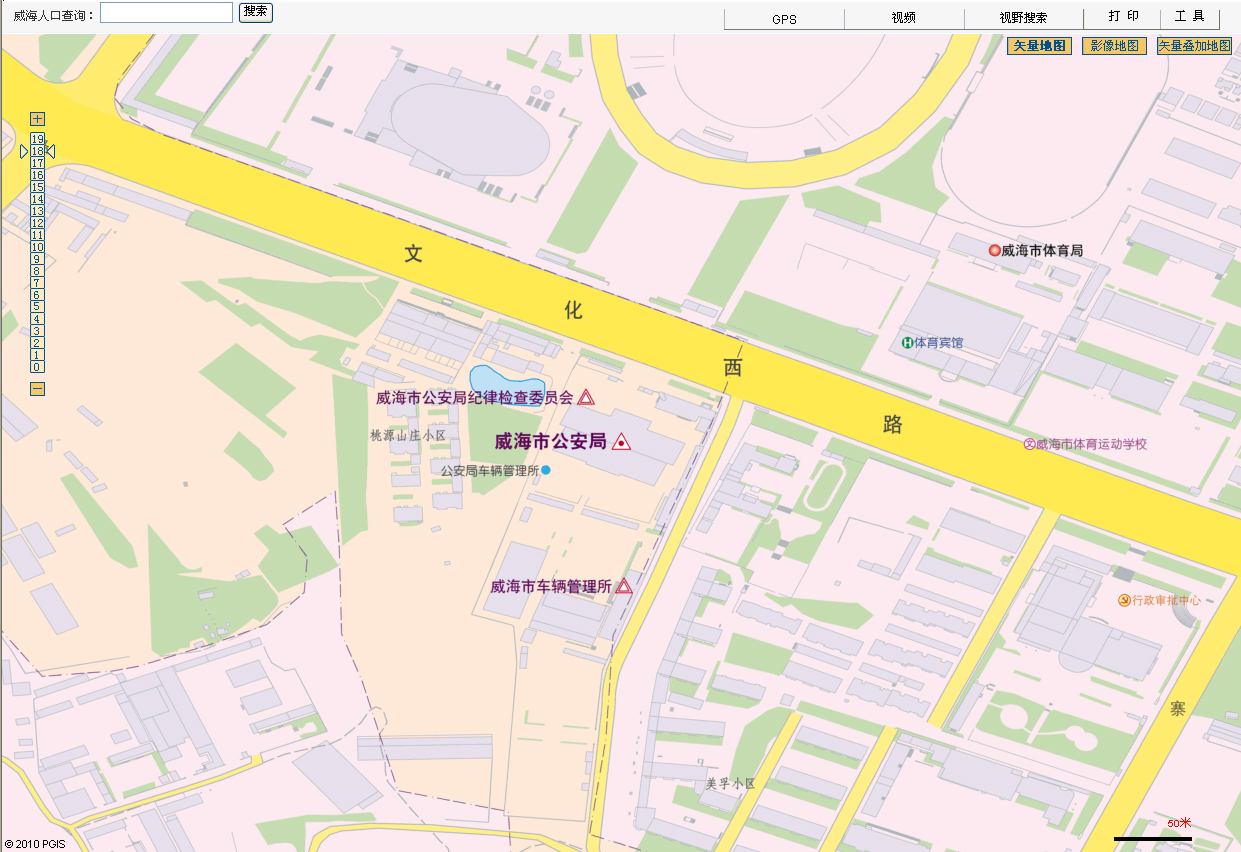 威海人口查询：
搜索
GPS
视频
视野搜索
打 印
工 具
矢量地图
影像地图
矢量叠加地图
+
19
18
17
16
15
14
13
12
11
10
9
8
7
6
5
4
3
2
1
0
文
化
西
路
威海市体育局
H体育宾馆
威海市公安局纪律检查委员会
桃源山庄小区
威海市公安局
公安局车辆管理所
文威海市体育运动学校
威海市车辆管理所
行政审批中心
寨
美孚小区
50米
© 2010 PGIS